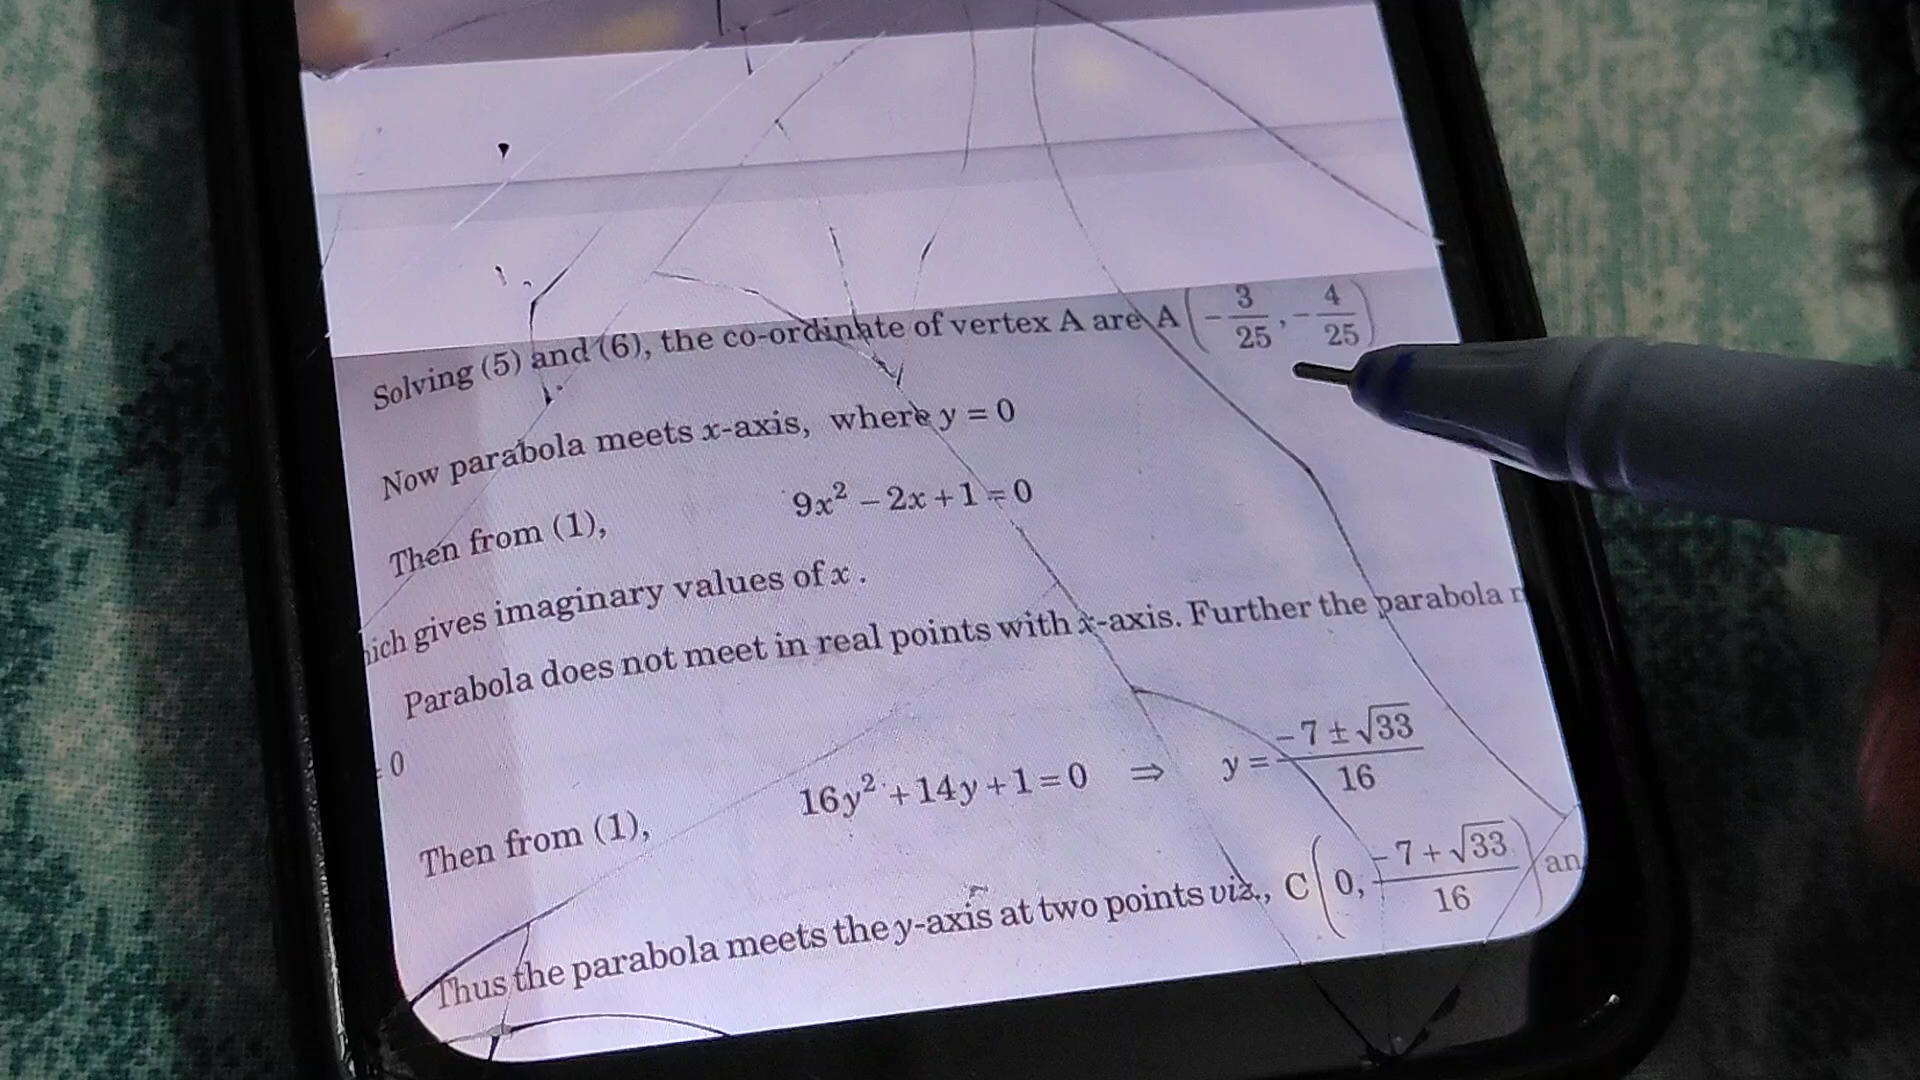 Solving (5) and (6), the co-ordinate of vertex A are A(-3/25, -4/25)
Now parabola meets x-axis, where y = 0
Then from (1), 9x² – 2x + 1 = 0
hich gives imaginary values of x .
Parabola does not meet in real points with x-axis. Further the parabola
= 0
Then from (1), 16y² + 14y + 1 = 0 ⇒ y = (-7 ± √33)/16
Thus the parabola meets the y-axis at two points viz., C(0, (-7 + √33)/16) an